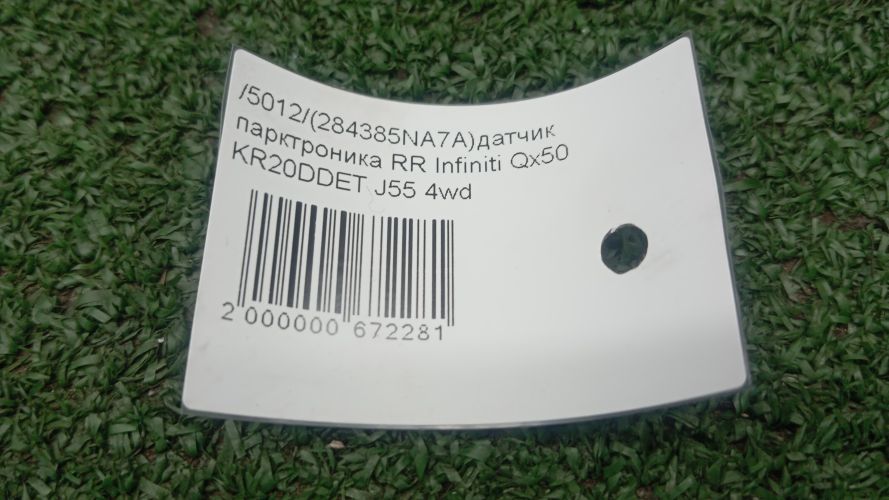 /5012/(284385NA7A)датчик
парктроника RR Infiniti Qx50
KR20DDET J55 4wd
2 000000 672281